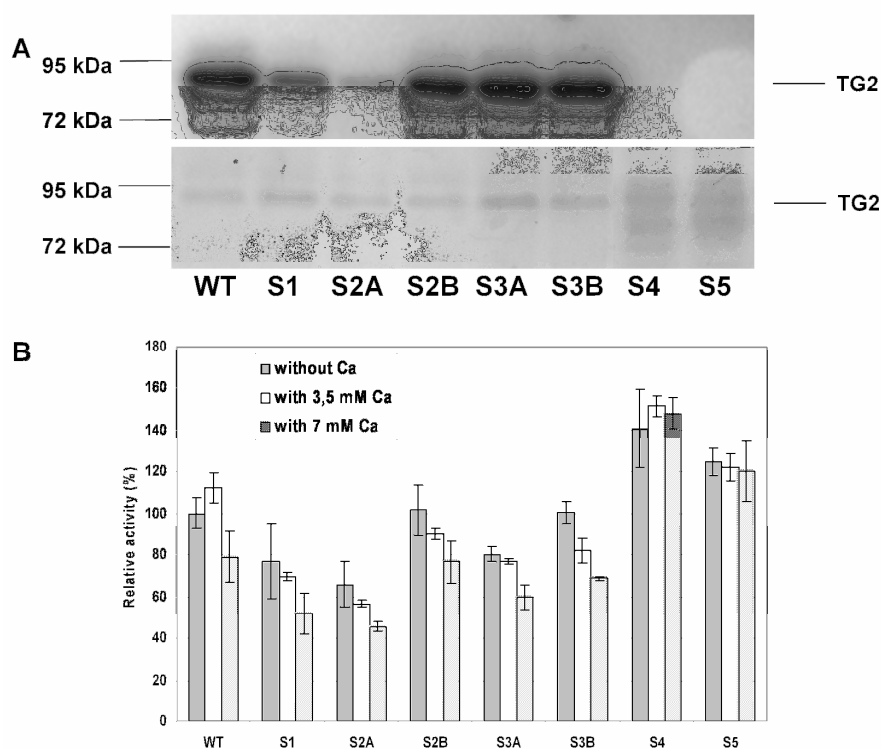 A
95 kDa
TG2
72 kDa
95 kDa
TG2
72 kDa
WT S1 S2A S2B S3A S3B S4 S5
B
180
160
140
120
100
80
60
40
20
0
Relative activity (%)
without Ca
with 3,5 mM Ca
with 7 mM Ca
WT S1 S2A S2B S3A S3B S4 S5